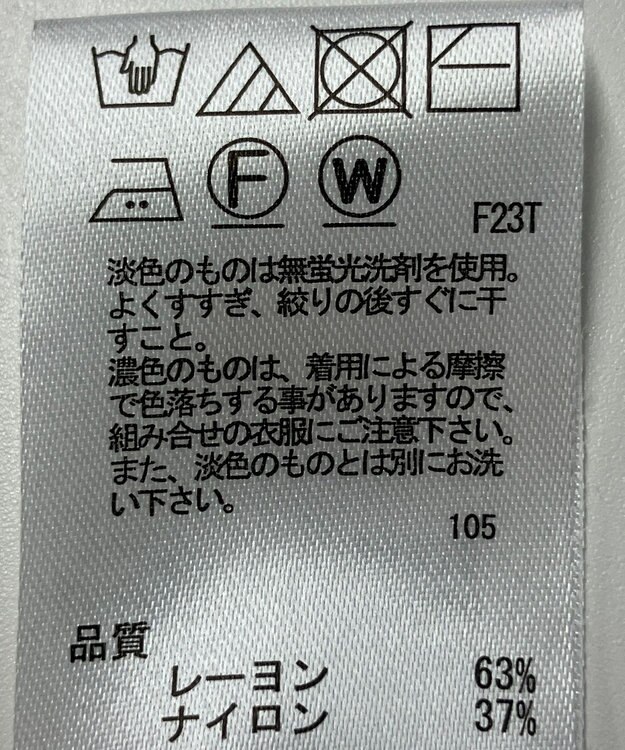 F W
F23T
淡色のものは無蛍光洗剤を使用。
よくすすぎ、絞りの後すぐに干
すこと。
濃色のものは、着用による摩擦
で色落ちする事がありますので、
組み合せの衣服にご注意下さい。
また、淡色のものとは別にお洗
い下さい。
105
品質
レーヨン 63%
ナイロン 37%